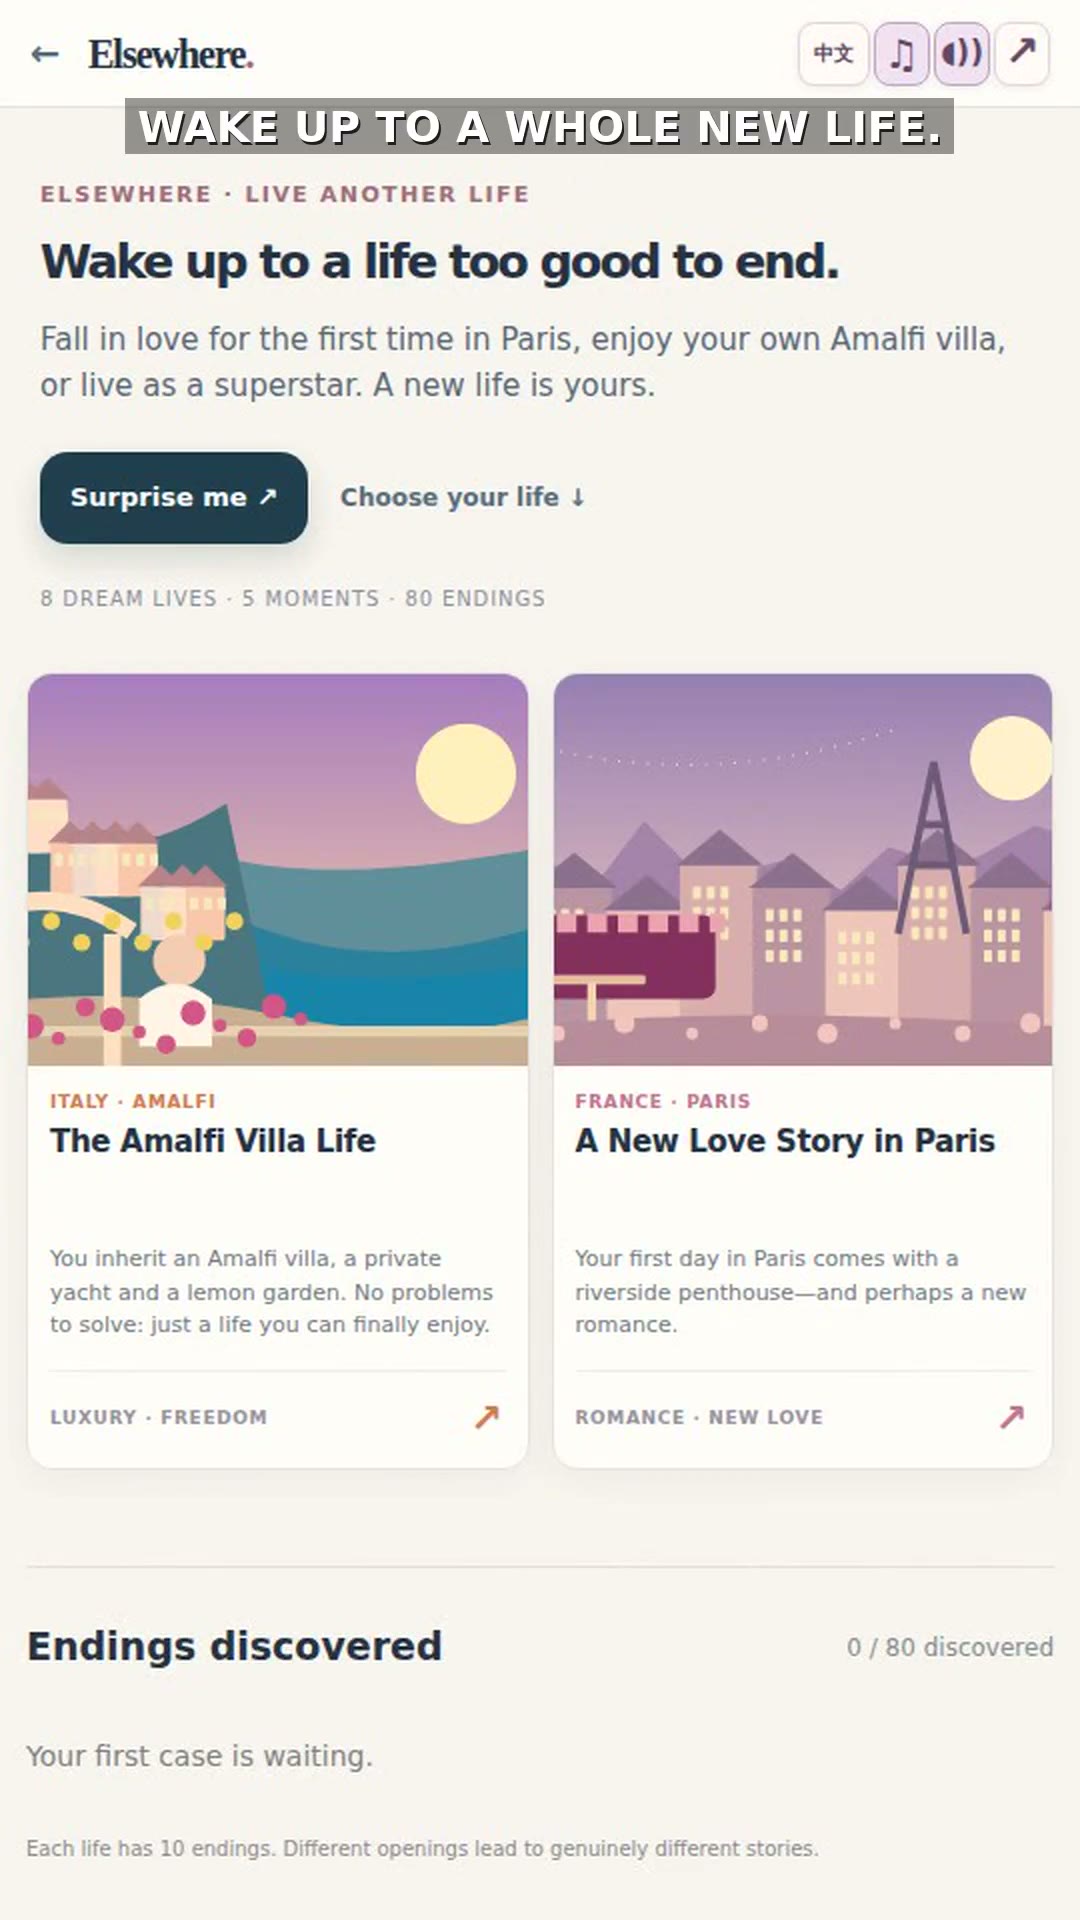 ← Elsewhere. 中文 ♫ ↗
WAKE UP TO A WHOLE NEW LIFE.
ELSEWHERE · LIVE ANOTHER LIFE
Wake up to a life too good to end.
Fall in love for the first time in Paris, enjoy your own Amalfi villa,
or live as a superstar. A new life is yours.
Surprise me ↗ Choose your life ↓
8 DREAM LIVES · 5 MOMENTS · 80 ENDINGS
ITALY · AMALFI
The Amalfi Villa Life
You inherit an Amalfi villa, a private
yacht and a lemon garden. No problems
to solve: just a life you can finally enjoy.
LUXURY · FREEDOM ↗
FRANCE · PARIS
A New Love Story in Paris
Your first day in Paris comes with a
riverside penthouse—and perhaps a new
romance.
ROMANCE · NEW LOVE ↗
Endings discovered 0 / 80 discovered
Your first case is waiting.
Each life has 10 endings. Different openings lead to genuinely different stories.